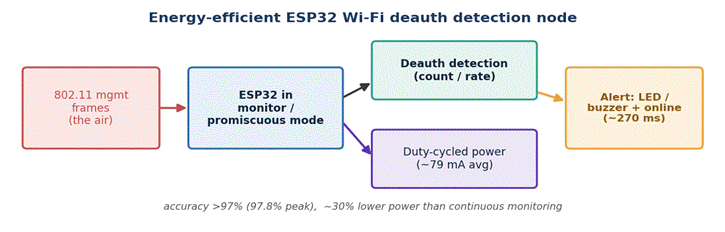 Energy-efficient ESP32 Wi-Fi deauth detection node
802.11 mgmt
frames
(the air)
ESP32 in
monitor /
promiscuous mode
Deauth detection
(count / rate)
Duty-cycled power
(~79 mA avg)
Alert: LED /
buzzer + online
(~270 ms)
accuracy >97% (97.8% peak),  ~30% lower power than continuous monitoring